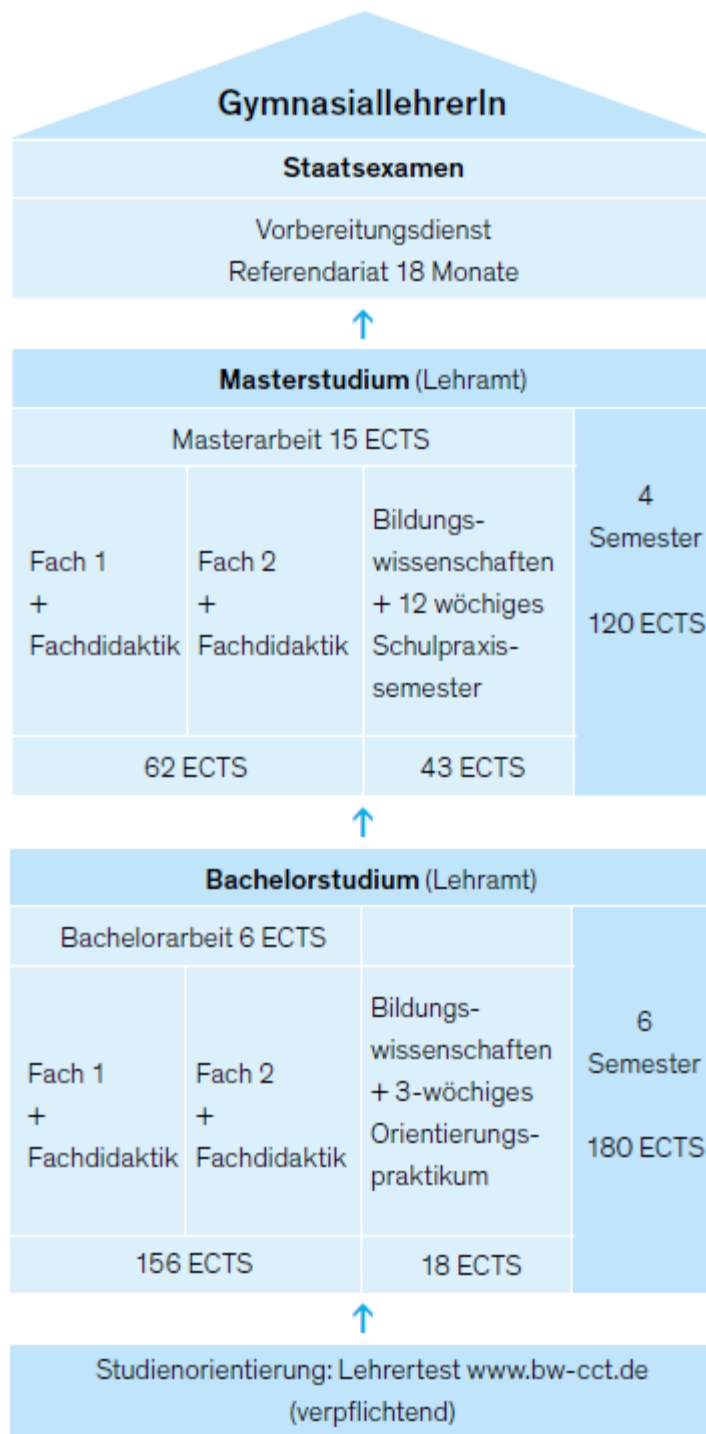 GymnasiallehrerIn
Staatsexamen
Vorbereitungsdienst
Referendariat 18 Monate
Masterstudium (Lehramt)
Masterarbeit 15 ECTS
Fach 1
+
Fachdidaktik
Fach 2
+
Fachdidaktik
Bildungs-
wissenschaften
+ 12 wöchiges
Schulpraxis-
semester
4
Semester
120 ECTS
62 ECTS
43 ECTS
Bachelorstudium (Lehramt)
Bachelorarbeit 6 ECTS
Fach 1
+
Fachdidaktik
Fach 2
+
Fachdidaktik
Bildungs-
wissenschaften
+ 3-wöchiges
Orientierungs-
praktikum
6
Semester
180 ECTS
156 ECTS
18 ECTS
Studienorientierung: Lehrertest www.bw-cct.de
(verpflichtend)